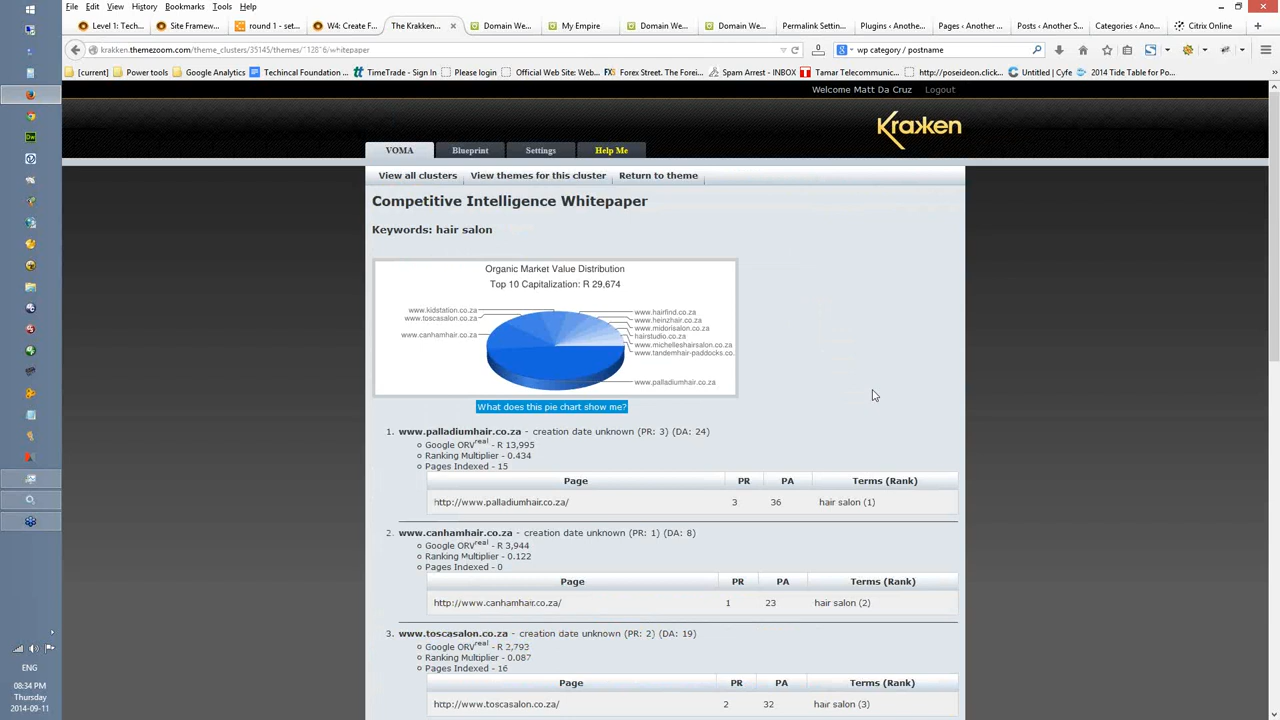 File Edit View History Bookmarks Tools Help
Level 1: Tech... Site Framew... round 1 - set... W4: Create F... The Krakken... Domain We... My Empire Domain We... Domain We... Permalink Setti... Plugins ‹ Anothe... Pages ‹ Another ... Posts ‹ Another S... Categories ‹ Ano... Citrix Online
krakken.themezoom.com/theme_clusters/35145/themes/ /whitepaper wp category / postname
[current] Power tools Google Analytics Techincal Foundation ... TimeTrade - Sign In Please login Official Web Site: Web... Forex Street. The Forei... Spam Arrest - INBOX Tamar Telecommunic... http://poseidon.click... Untitled | Cyfe 2014 Tide Table for Po...
Welcome Matt Da Cruz Logout
Krakken
VOMA Blueprint Settings Help Me
View all clusters View themes for this cluster Return to theme
Competitive Intelligence Whitepaper
Keywords: hair salon
Organic Market Value Distribution
Top 10 Capitalization: R 29,674
www.kidstation.co.za
www.toscasalon.co.za
www.canhamhair.co.za
www.hairfind.co.za
www.heinzhair.co.za
www.midorisalon.co.za
hairstudio.co.za
www.michelleshairsalon.co.za
www.tandemhair-paddocks.co.
www.palladiumhair.co.za
What does this pie chart show me?
1. www.palladiumhair.co.za - creation date unknown (PR: 3) (DA: 24)
Google ORVreal - R 13,995
Ranking Multiplier - 0.434
Pages Indexed - 15
Page PR PA Terms (Rank)
http://www.palladiumhair.co.za/ 3 36 hair salon (1)
2. www.canhamhair.co.za - creation date unknown (PR: 1) (DA: 8)
Google ORVreal - R 3,944
Ranking Multiplier - 0.122
Pages Indexed - 0
Page PR PA Terms (Rank)
http://www.canhamhair.co.za/ 1 23 hair salon (2)
3. www.toscasalon.co.za - creation date unknown (PR: 2) (DA: 19)
Google ORVreal - R 2,792
Ranking Multiplier - 0.087
Pages Indexed - 16
Page PR PA Terms (Rank)
http://www.toscasalon.co.za/ 2 32 hair salon (3)
ENG
08:34 PM
Thursday
2014-09-11